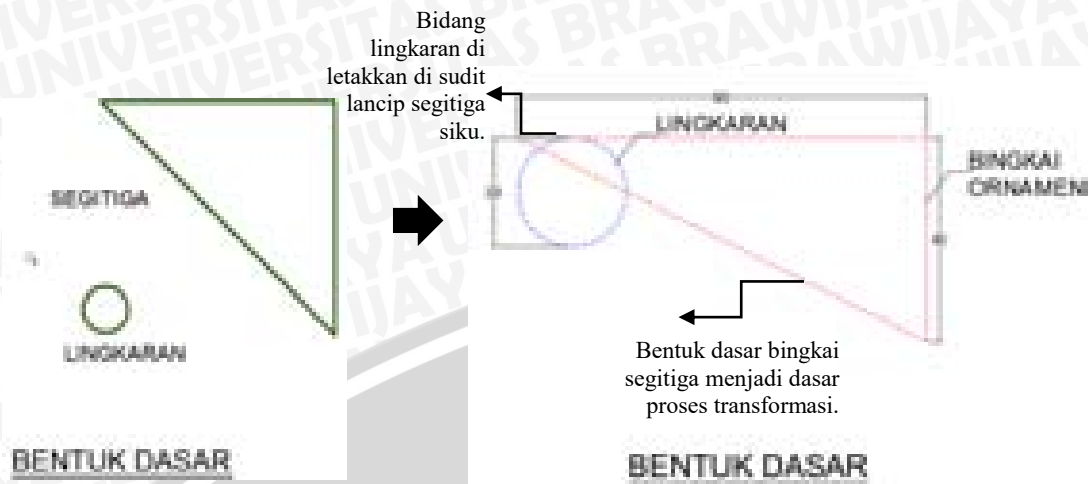 Bidang
lingkaran di
letakkan di sudit
lancip segitiga
siku.
SEGITIGA
LINGKARAN
BENTUK DASAR
LINGKARAN
BINGKAI
ORNAMEN
Bentuk dasar bingkai
segitiga menjadi dasar
proses transformasi.
BENTUK DASAR